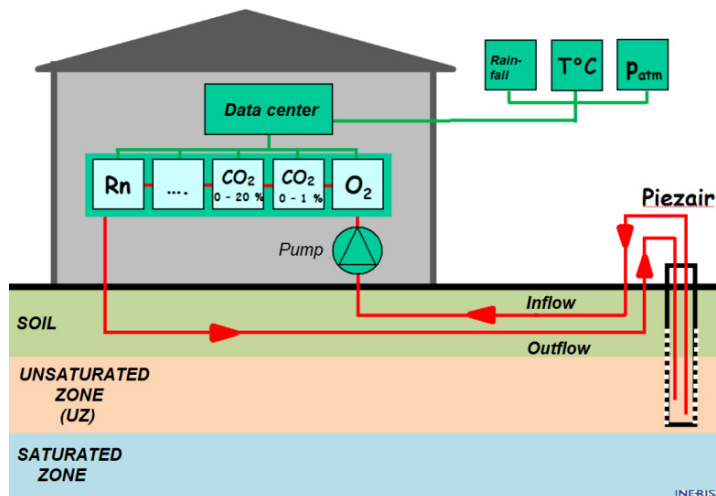 Rain-
fall
T°C
Patm
Data center
Rn
....
CO2
0 - 20 %
CO2
0 - 1 %
O2
Piezair
Pump
Inflow
SOIL
Outflow
UNSATURATED
ZONE
(UZ)
SATURATED
ZONE
INERIS